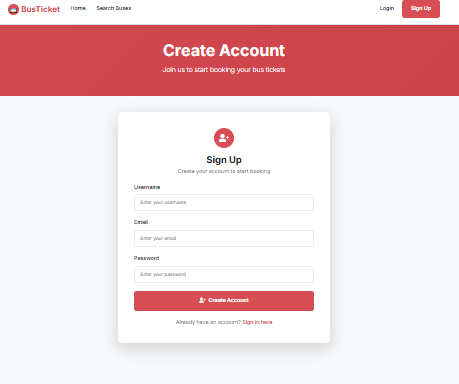 BusTicket Home Search Buses Login Sign Up
Create Account
Join us to start booking your bus tickets
Sign Up
Create your account to start booking
Username
Enter your username
Email
Enter your email
Password
Enter your password
Create Account
Already have an account? Sign in here